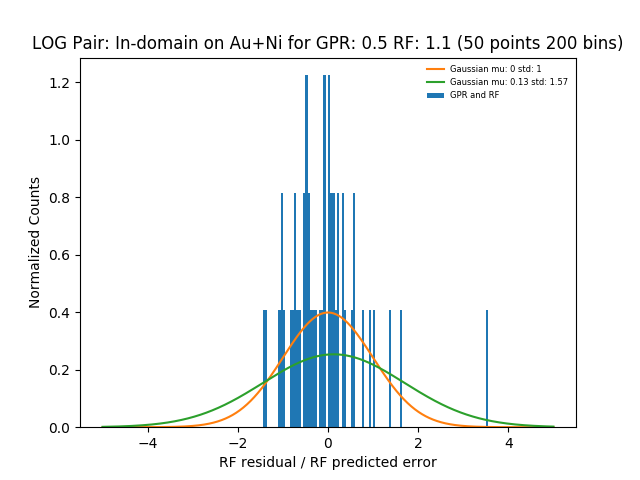 LOG Pair: In-domain on Au+Ni for GPR: 0.5 RF: 1.1 (50 points 200 bins)
Gaussian mu: 0 std: 1
Gaussian mu: 0.13 std: 1.57
GPR and RF
Normalized Counts
1.2
1.0
0.8
0.6
0.4
0.2
0.0
−4 −2 0 2 4
RF residual / RF predicted error